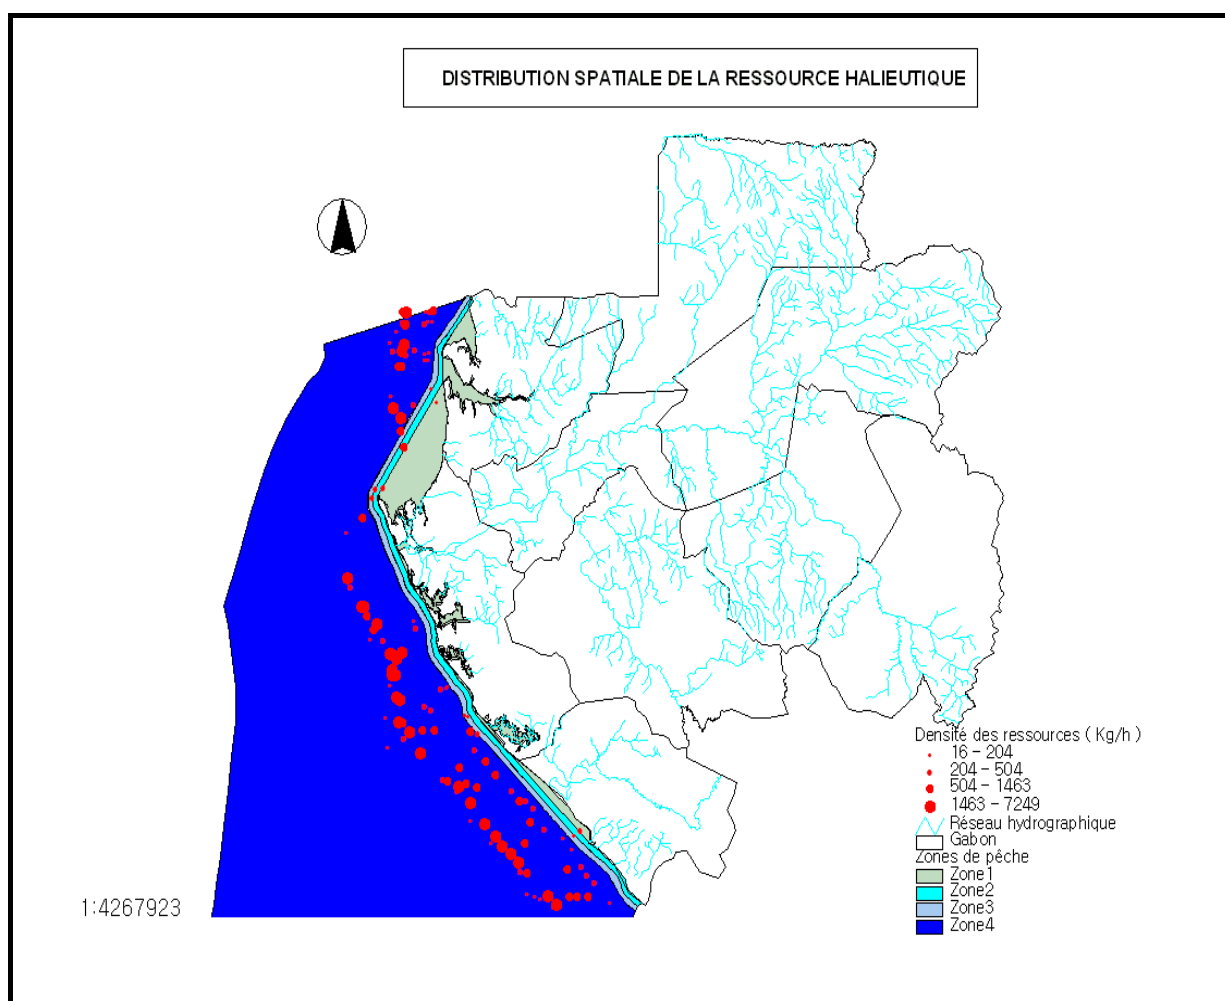 DISTRIBUTION SPATIALE DE LA RESSOURCE HALIEUTIQUE
Densité des ressources ( Kg/h )
16 - 204
204 - 504
504 - 1463
1463 - 7249
Réseau hydrographique
Gabon
Zones de pêche
Zone1
Zone2
Zone3
Zone4
1:4267923